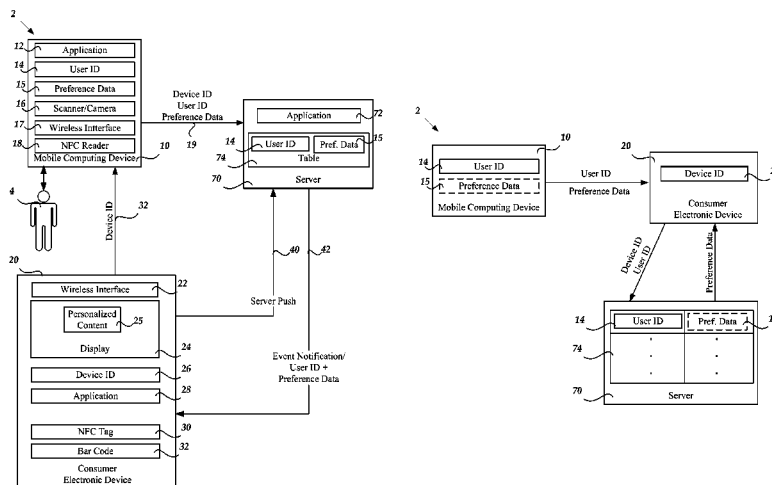 2
12
Application
14
User ID
15
Preference Data
16
Scanner/Camera
17
Wireless Intterface
18
NFC Reader
Mobile Computing Device
10
Device ID
User ID
Preference Data
19
Application
72
14
User ID
Pref. Data
15
74
Table
70
Server
4
Device ID
32
40
42
20
Wireless Interface
22
Personalized
Content
25
Display
24
Device ID
26
Application
28
NFC Tag
30
Bar Code
32
Consumer
Electronic Device
Server Push
Event Notification/
User ID +
Preference Data
2
10
14
User ID
15
Preference Data
Mobile Computing Device
User ID
Preference Data
20
Device ID
Consumer
Electronic Device
Device ID
User ID
Preference Data
14
User ID
Pref. Data
74
70
Server